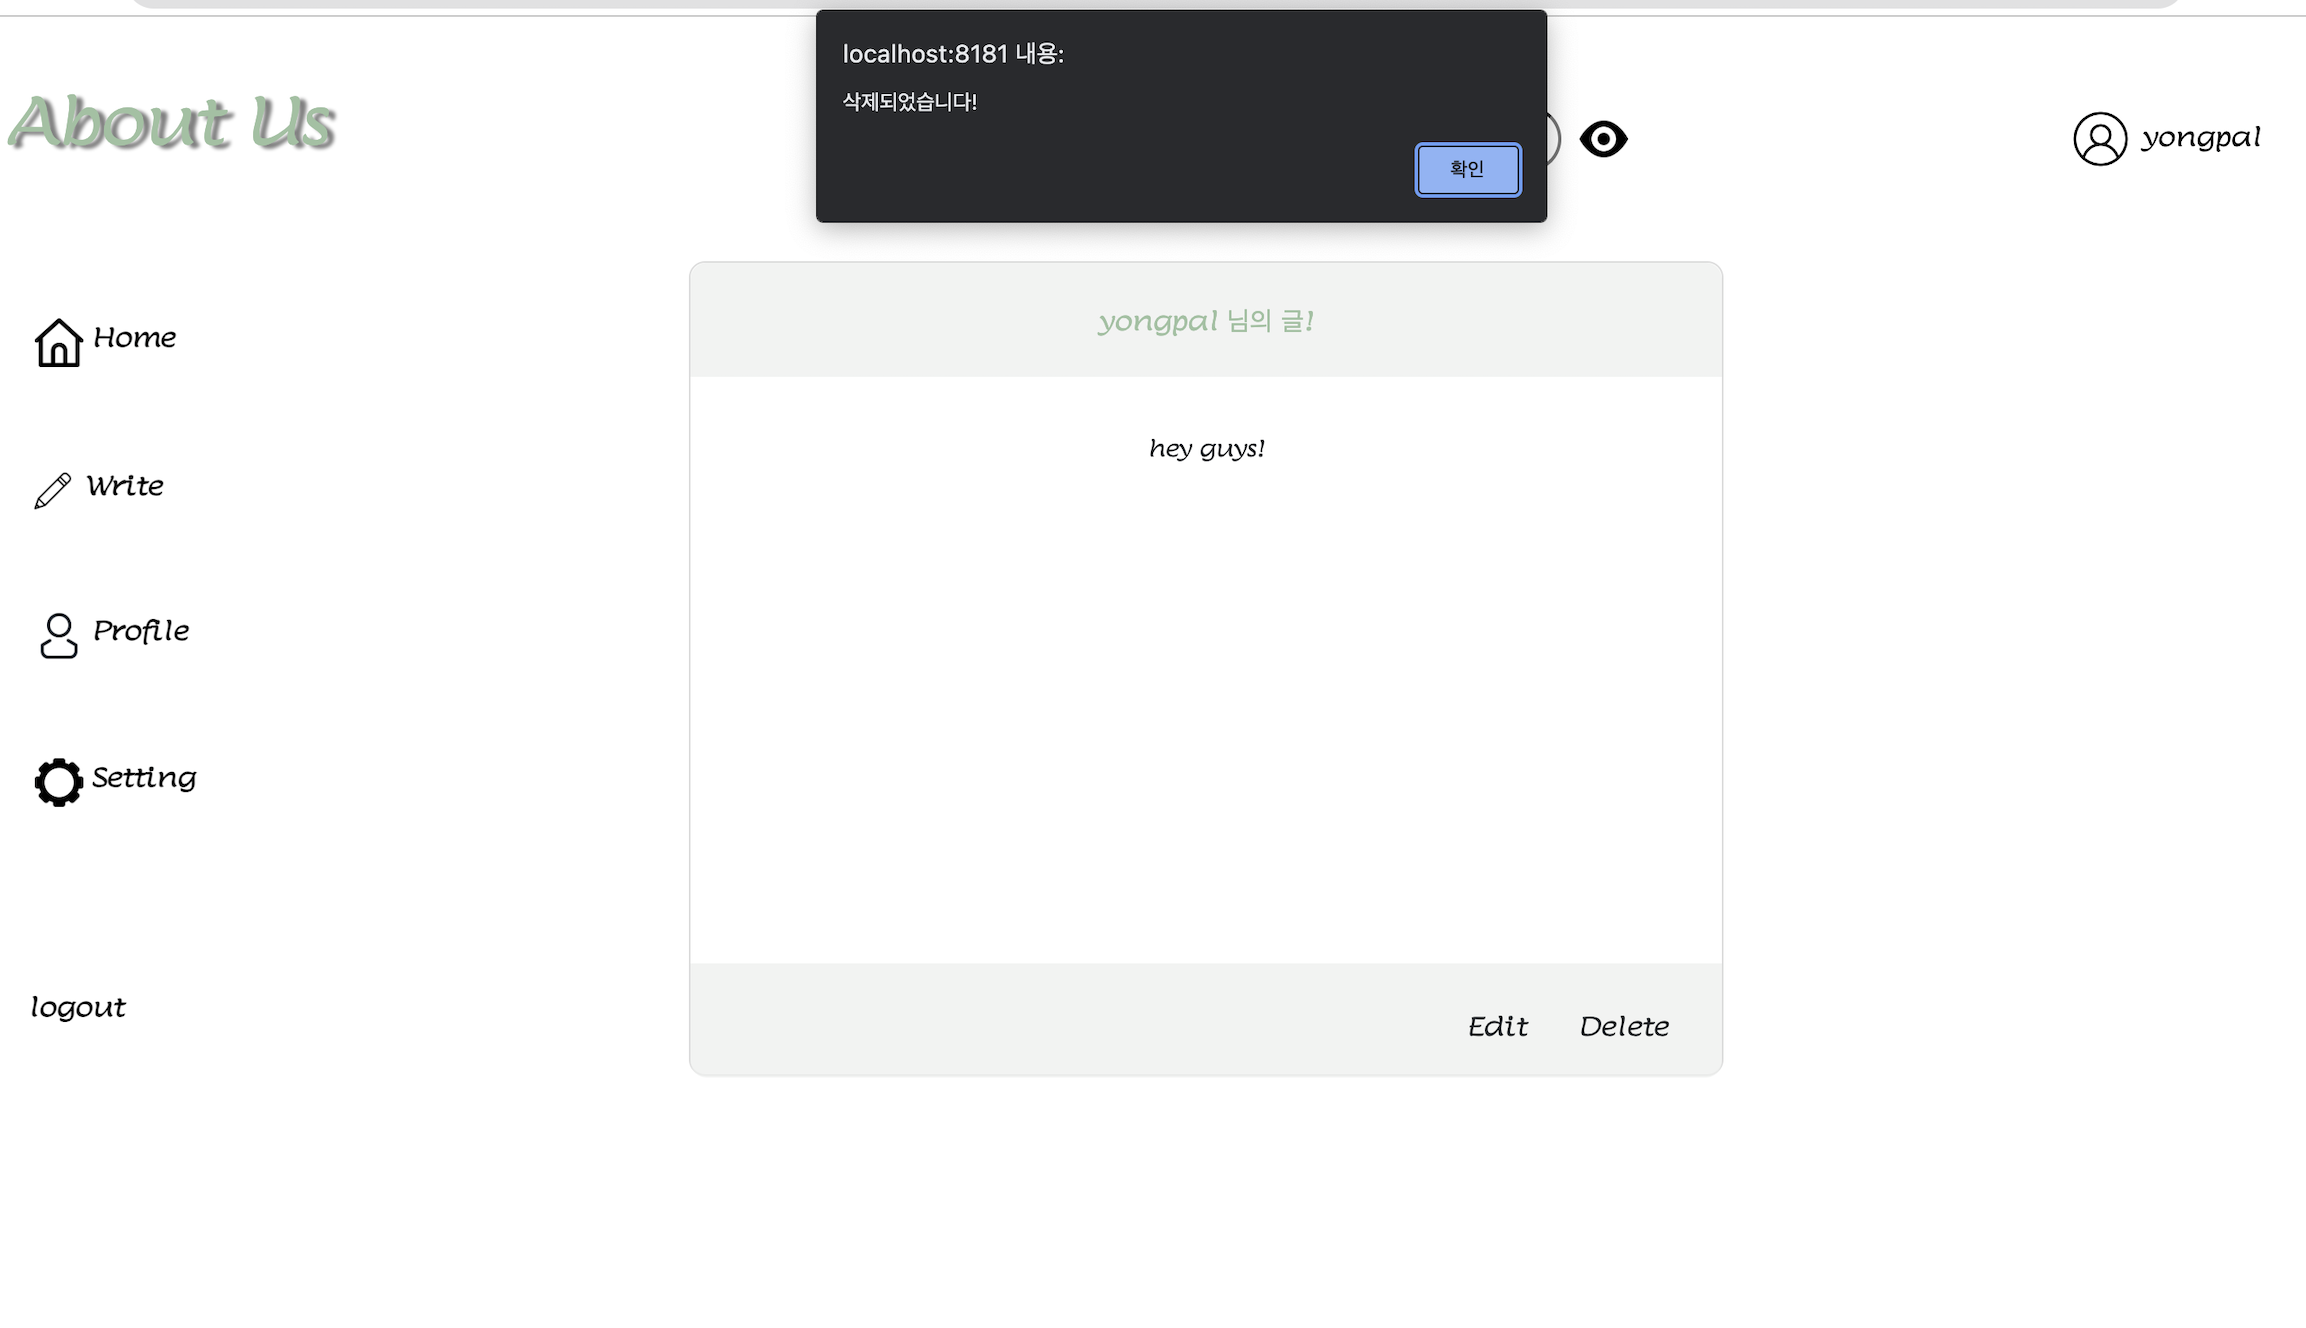 localhost:8181 내용:
삭제되었습니다!
확인
About Us
yongpal
Home
Write
Profile
Setting
logout
yongpal 님의 글!
hey guys!
Edit Delete